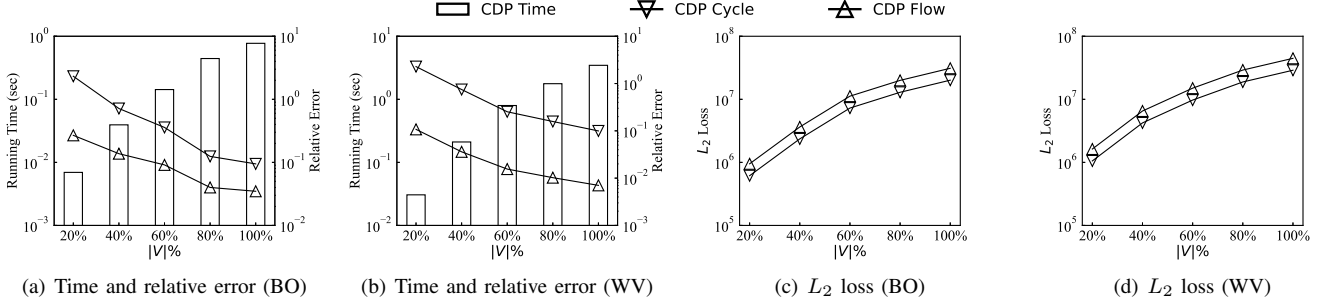 CDP Time CDP Cycle CDP Flow
10^0 10^-1 10^-2 10^-3
Running Time (sec)
10^1 10^0 10^-1 10^-2
Relative Error
20% 40% 60% 80% 100%
|V|%
(a) Time and relative error (BO)
10^1 10^0 10^-1 10^-2
Running Time (sec)
10^1 10^0 10^-1 10^-2 10^-3
Relative Error
20% 40% 60% 80% 100%
|V|%
(b) Time and relative error (WV)
10^8 10^7 10^6 10^5
L_2 Loss
20% 40% 60% 80% 100%
|V|%
(c) L_2 loss (BO)
10^8 10^7 10^6 10^5
L_2 Loss
20% 40% 60% 80% 100%
|V|%
(d) L_2 loss (WV)